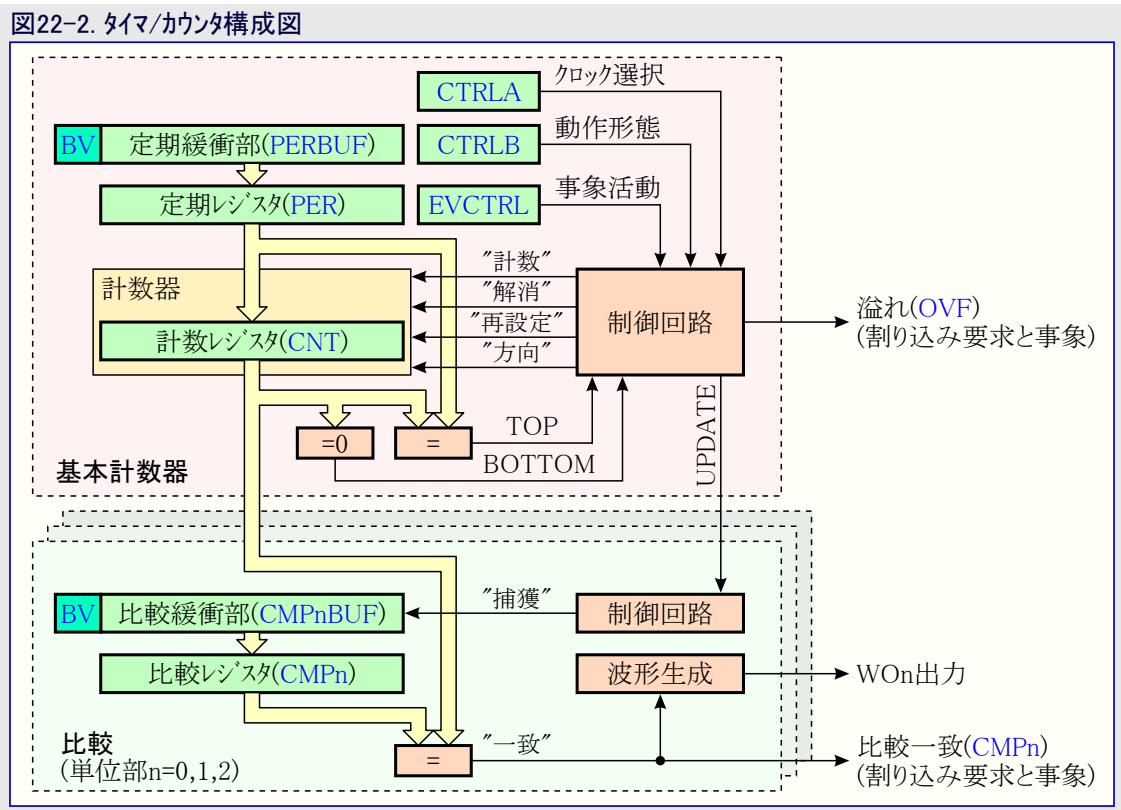 図22-2. タイマ/カウンタ構成図
CTRLA
クロック選択
BV
定期緩衝部(PERBUF)
CTRLB
動作形態
定期レジスタ(PER)
EVCTRL
事象活動
計数器
計数レジスタ(CNT)
"計数"
"解消"
"再設定"
"方向"
制御回路
溢れ(OVF)
(割り込み要求と事象)
=0
=
TOP
BOTTOM
UPDATE
基本計数器
BV
比較緩衝部(CMPnBUF)
"捕獲"
制御回路
比較レジスタ(CMPn)
波形生成
WOn出力
比較
(単位部n=0,1,2)
=
"一致"
比較一致(CMPn)
(割り込み要求と事象)